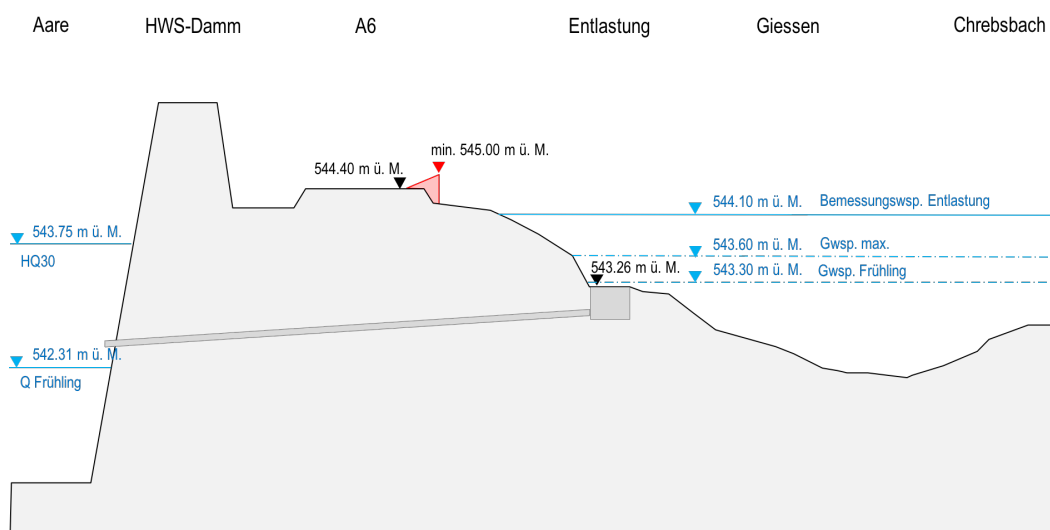 Aare HWS-Damm A6 Entlastung Giessen Chrebsbach
min. 545.00 m ü. M.
544.40 m ü. M.
544.10 m ü. M. Bemessungswsp. Entlastung
543.75 m ü. M.
HQ30
543.60 m ü. M. Gwsp. max.
543.26 m ü. M.
543.30 m ü. M. Gwsp. Frühling
542.31 m ü. M.
Q Frühling